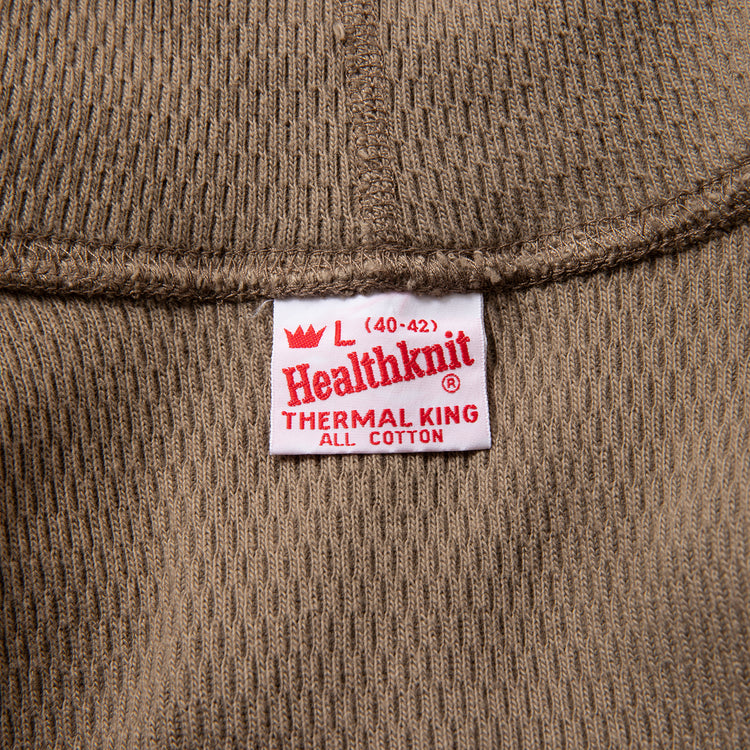 L (40-42)
Healthknit ®
THERMAL KING
ALL COTTON